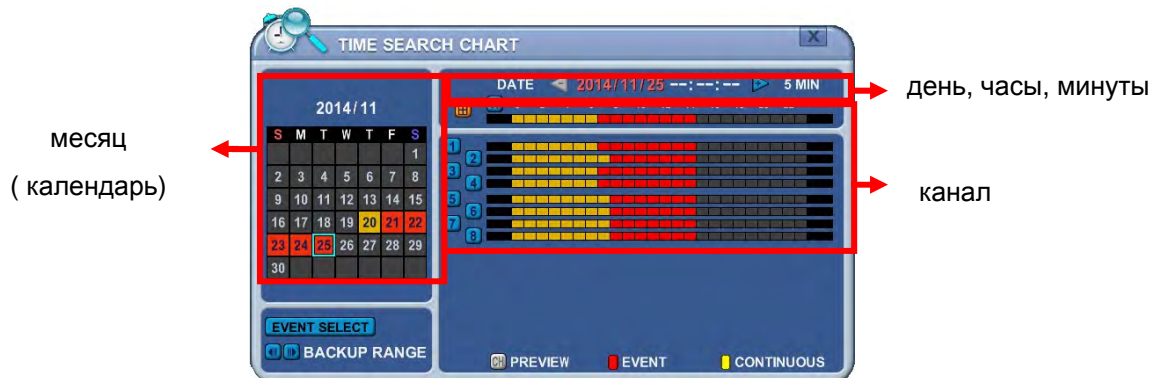 TIME SEARCH CHART
X
DATE 2014/11/25 --:--:-- 5 MIN
день, часы, минуты
2014/11
месяц
( календарь)
S M T W T F S
1
2 3 4 5 6 7 8
9 10 11 12 13 14 15
16 17 18 19 20 21 22
23 24 25 26 27 28 29
30
1
2
3
4
5
6
7
8
канал
EVENT SELECT
BACKUP RANGE
CH PREVIEW EVENT CONTINUOUS